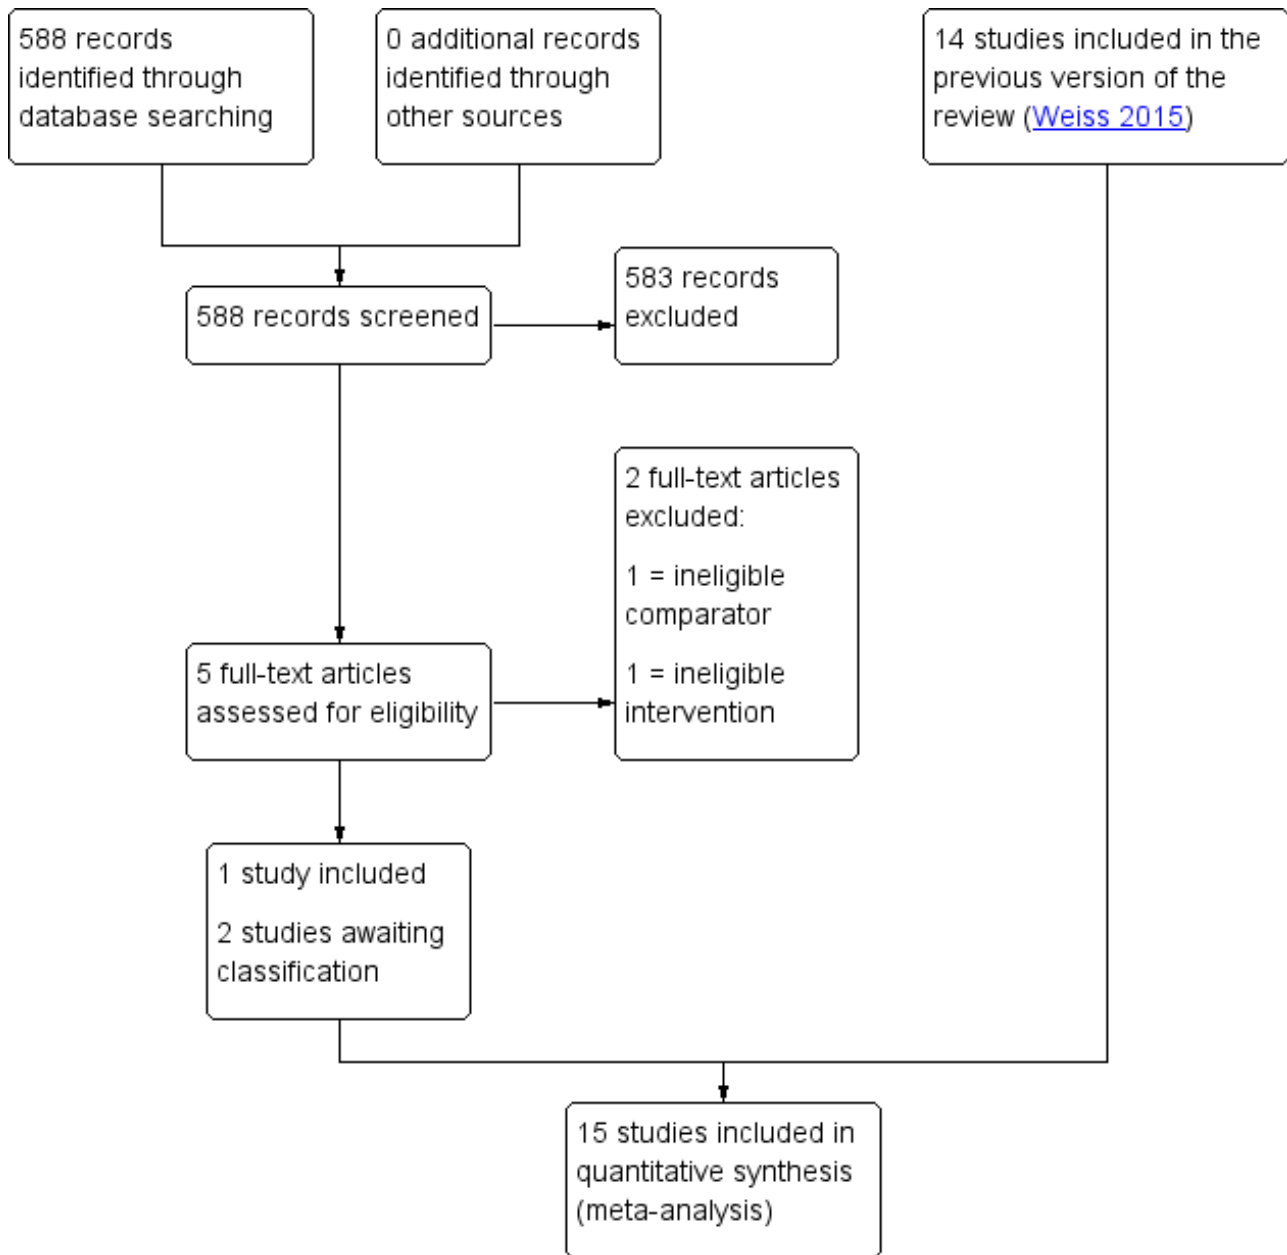 588 records
identified through
database searching
0 additional records
identified through
other sources
14 studies included in the
previous version of the
review (Weiss 2015)
588 records screened
583 records
excluded
2 full-text articles
excluded:
1 = ineligible
comparator
1 = ineligible
intervention
5 full-text articles
assessed for eligibility
1 study included
2 studies awaiting
classification
15 studies included in
quantitative synthesis
(meta-analysis)